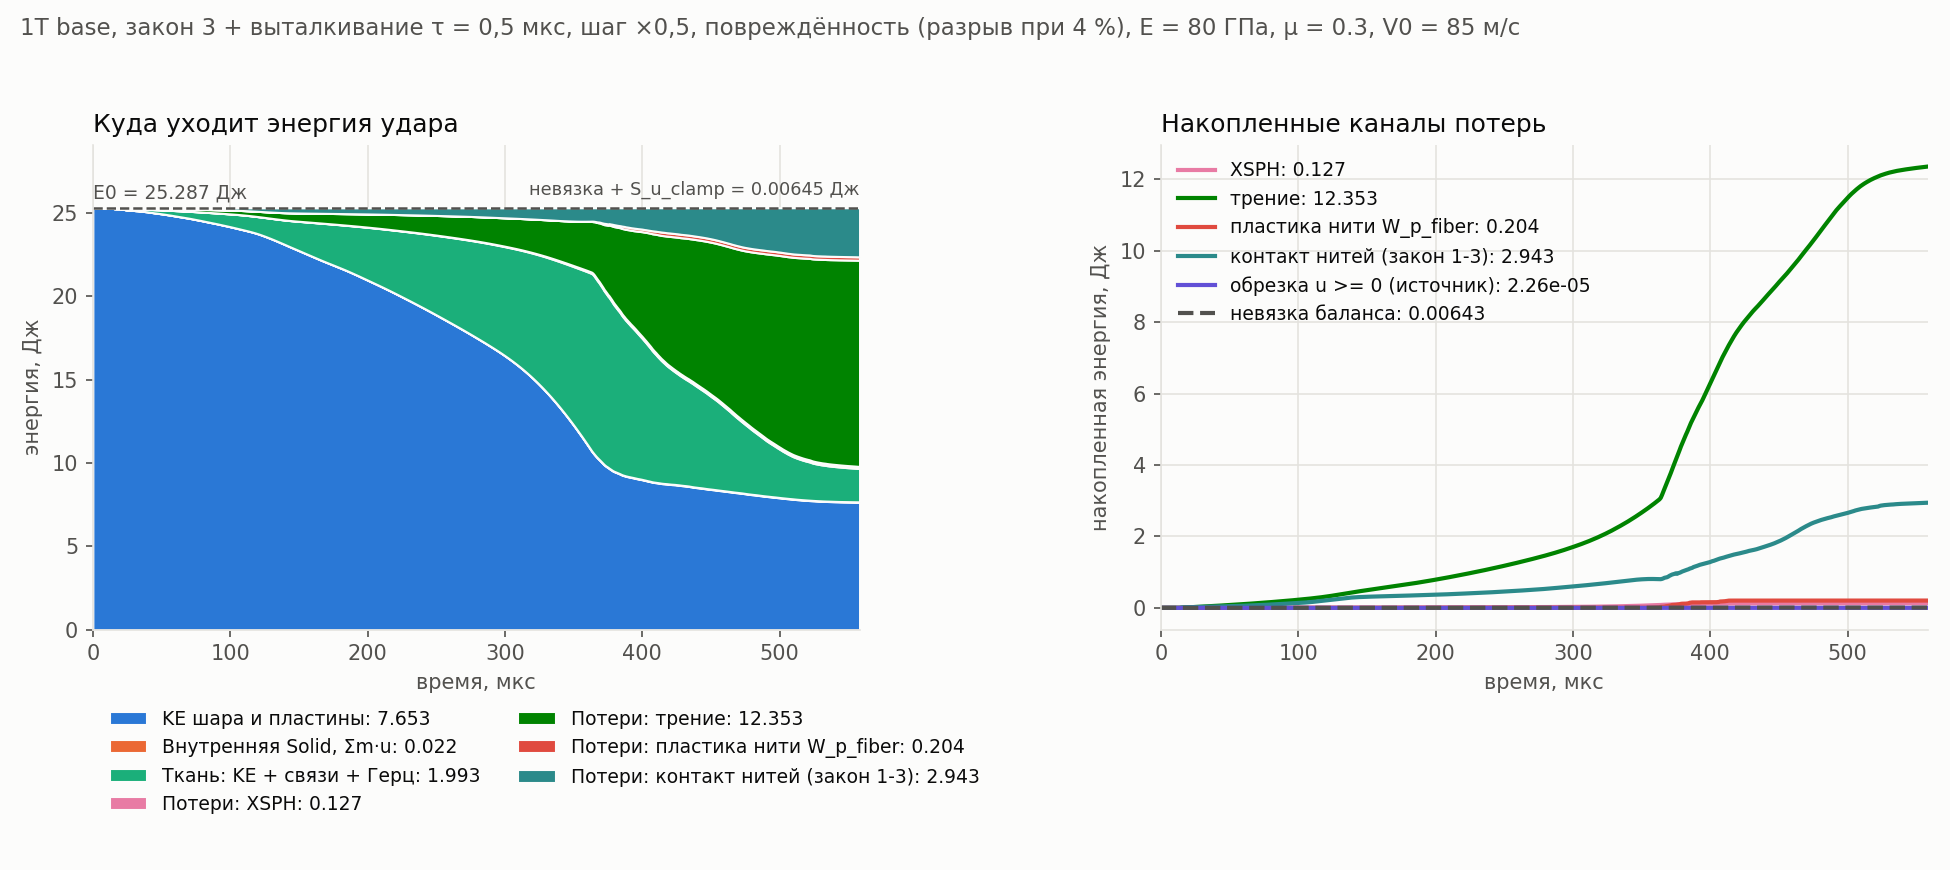 1T base, закон 3 + выталкивание τ = 0,5 мкс, шаг ×0,5, повреждённость (разрыв при 4 %), E = 80 ГПа, μ = 0.3, V0 = 85 м/с
Куда уходит энергия удара
E0 = 25.287 Дж
невязка + S_u_clamp = 0.00645 Дж
энергия, Дж
25
20
15
10
5
0
0 100 200 300 400 500
время, мкс
KE шара и пластины: 7.653
Внутренняя Solid, Σm·u: 0.022
Ткань: KE + связи + Герц: 1.993
Потери: XSPH: 0.127
Потери: трение: 12.353
Потери: пластика нити W_p_fiber: 0.204
Потери: контакт нитей (закон 1-3): 2.943
Накопленные каналы потерь
XSPH: 0.127
трение: 12.353
пластика нити W_p_fiber: 0.204
контакт нитей (закон 1-3): 2.943
обрезка u >= 0 (источник): 2.26e-05
невязка баланса: 0.00643
накопленная энергия, Дж
12
10
8
6
4
2
0
0 100 200 300 400 500
время, мкс